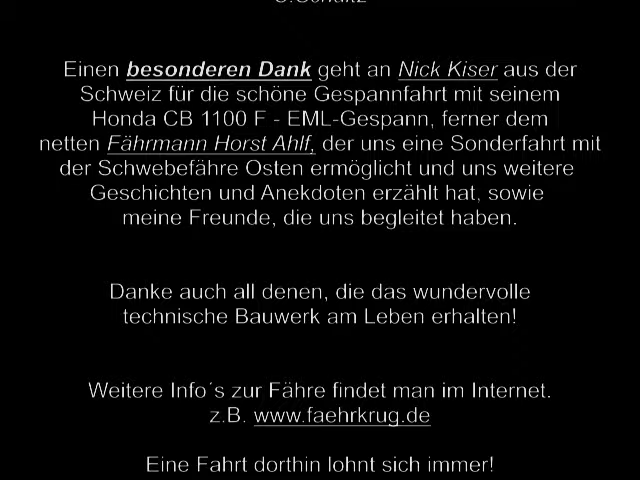 Einen besonderen Dank geht an Nick Kiser aus der
Schweiz für die schöne Gespannfahrt mit seinem
Honda CB 1100 F - EML-Gespann, ferner dem
netten Fährmann Horst Ahlf, der uns eine Sonderfahrt mit
der Schwebefähre Osten ermöglicht und uns weitere
Geschichten und Anekdoten erzählt hat, sowie
meine Freunde, die uns begleitet haben.
Danke auch all denen, die das wundervolle
technische Bauwerk am Leben erhalten!
Weitere Info´s zur Fähre findet man im Internet.
z.B. www.faehrkrug.de
Eine Fahrt dorthin lohnt sich immer!